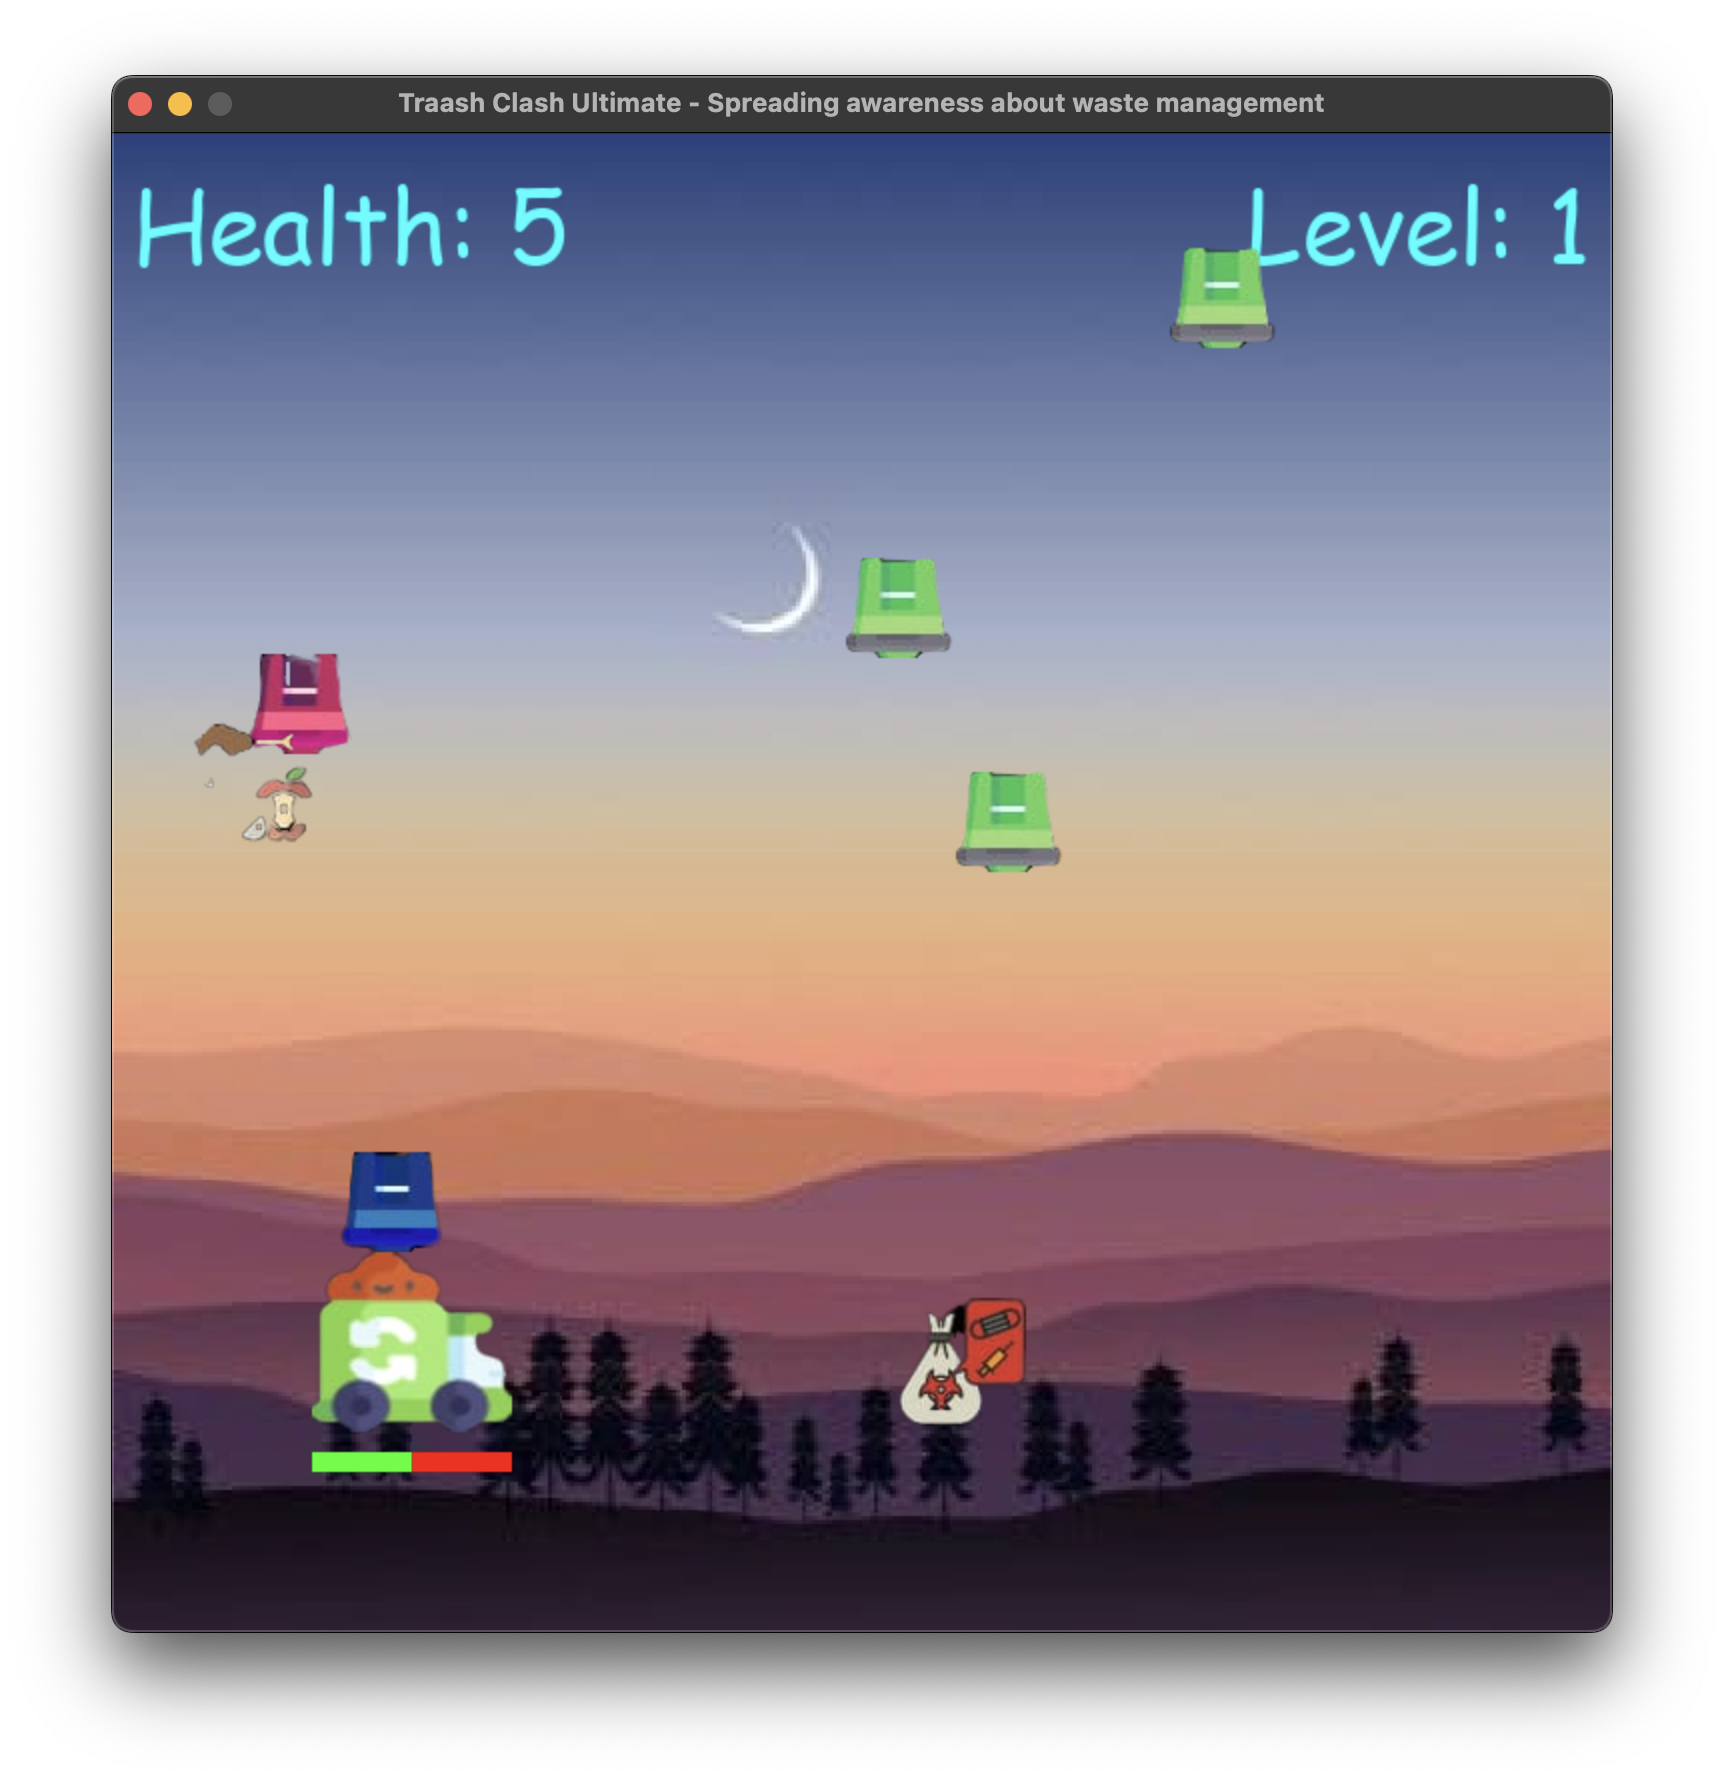 Traash Clash Ultimate - Spreading awareness about waste management
Health: 5
Level: 1